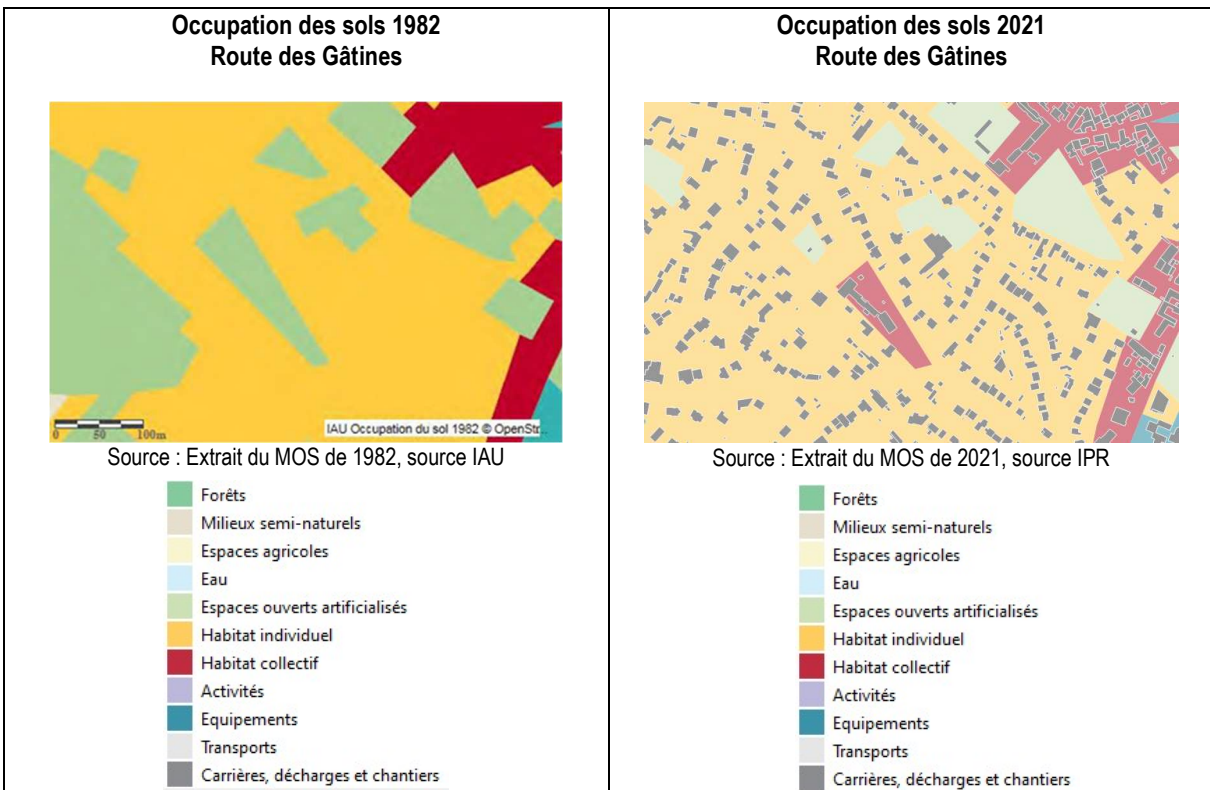 Occupation des sols 1982
Route des Gâtines
0 50 100m
IAU Occupation du sol 1982 © OpenStr...
Source : Extrait du MOS de 1982, source IAU
Forêts
Milieux semi-naturels
Espaces agricoles
Eau
Espaces ouverts artificialisés
Habitat individuel
Habitat collectif
Activités
Equipements
Transports
Carrières, décharges et chantiers
Occupation des sols 2021
Route des Gâtines
Source : Extrait du MOS de 2021, source IPR
Forêts
Milieux semi-naturels
Espaces agricoles
Eau
Espaces ouverts artificialisés
Habitat individuel
Habitat collectif
Activités
Equipements
Transports
Carrières, décharges et chantiers